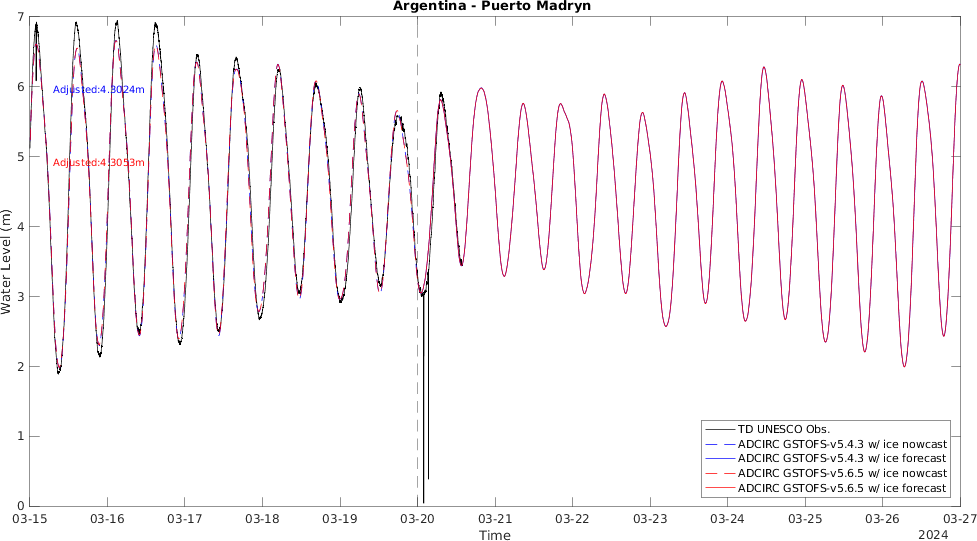 Argentina - Puerto Madryn
Water Level (m)
7
6
5
4
3
2
1
0
Adjusted:4.3024m
Adjusted:4.3053m
TD UNESCO Obs.
ADCIRC GSTOFS-v5.4.3 w/ ice nowcast
ADCIRC GSTOFS-v5.4.3 w/ ice forecast
ADCIRC GSTOFS-v5.6.5 w/ ice nowcast
ADCIRC GSTOFS-v5.6.5 w/ ice forecast
03-15 03-16 03-17 03-18 03-19 03-20 03-21 03-22 03-23 03-24 03-25 03-26 03-27
Time
2024